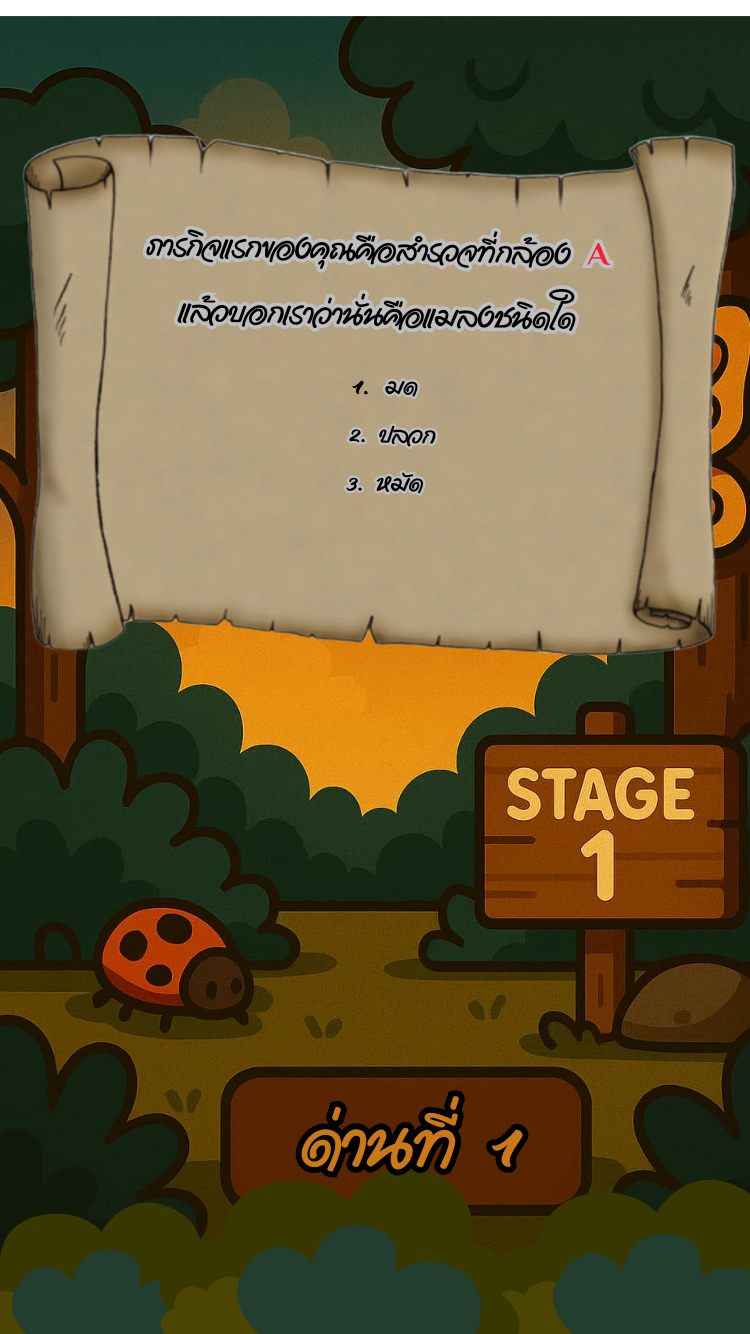 ภารกิจแรกของคุณคือสำรวจที่กล้อง A
แล้วบอกเราว่านั่นคือแมลงชนิดใด
1. มด
2. ปลวก
3. หมัด
STAGE
1
ด่านที่ 1